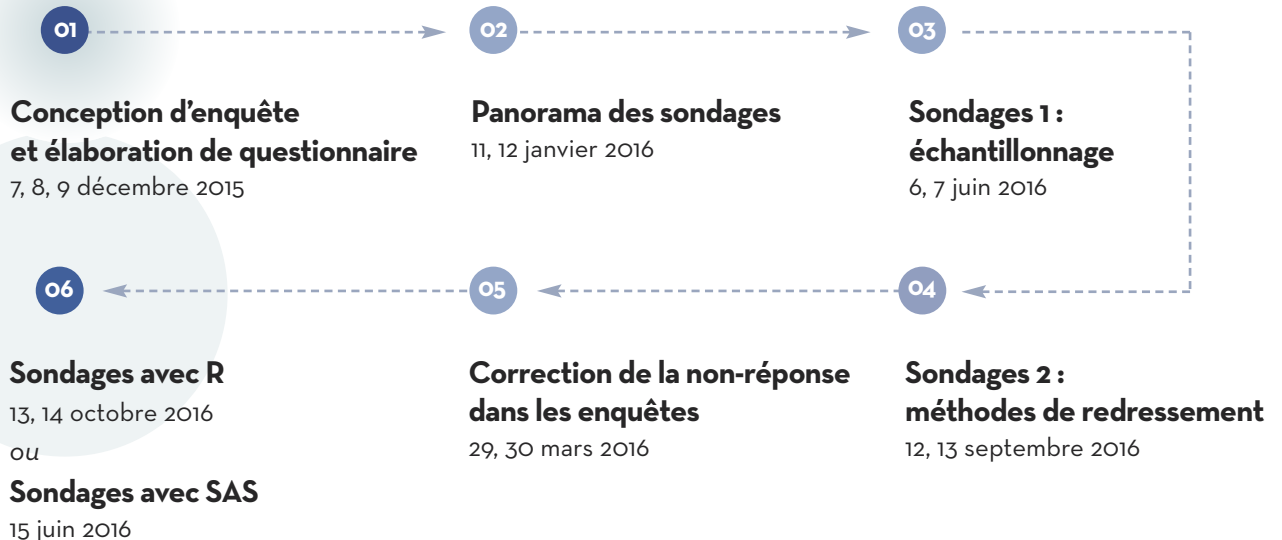 01
02
03
Conception d’enquête
et élaboration de questionnaire
7, 8, 9 décembre 2015
Panorama des sondages
11, 12 janvier 2016
Sondages 1 :
échantillonnage
6, 7 juin 2016
06
05
04
Sondages avec R
13, 14 octobre 2016
ou
Sondages avec SAS
15 juin 2016
Correction de la non-réponse
dans les enquêtes
29, 30 mars 2016
Sondages 2 :
méthodes de redressement
12, 13 septembre 2016